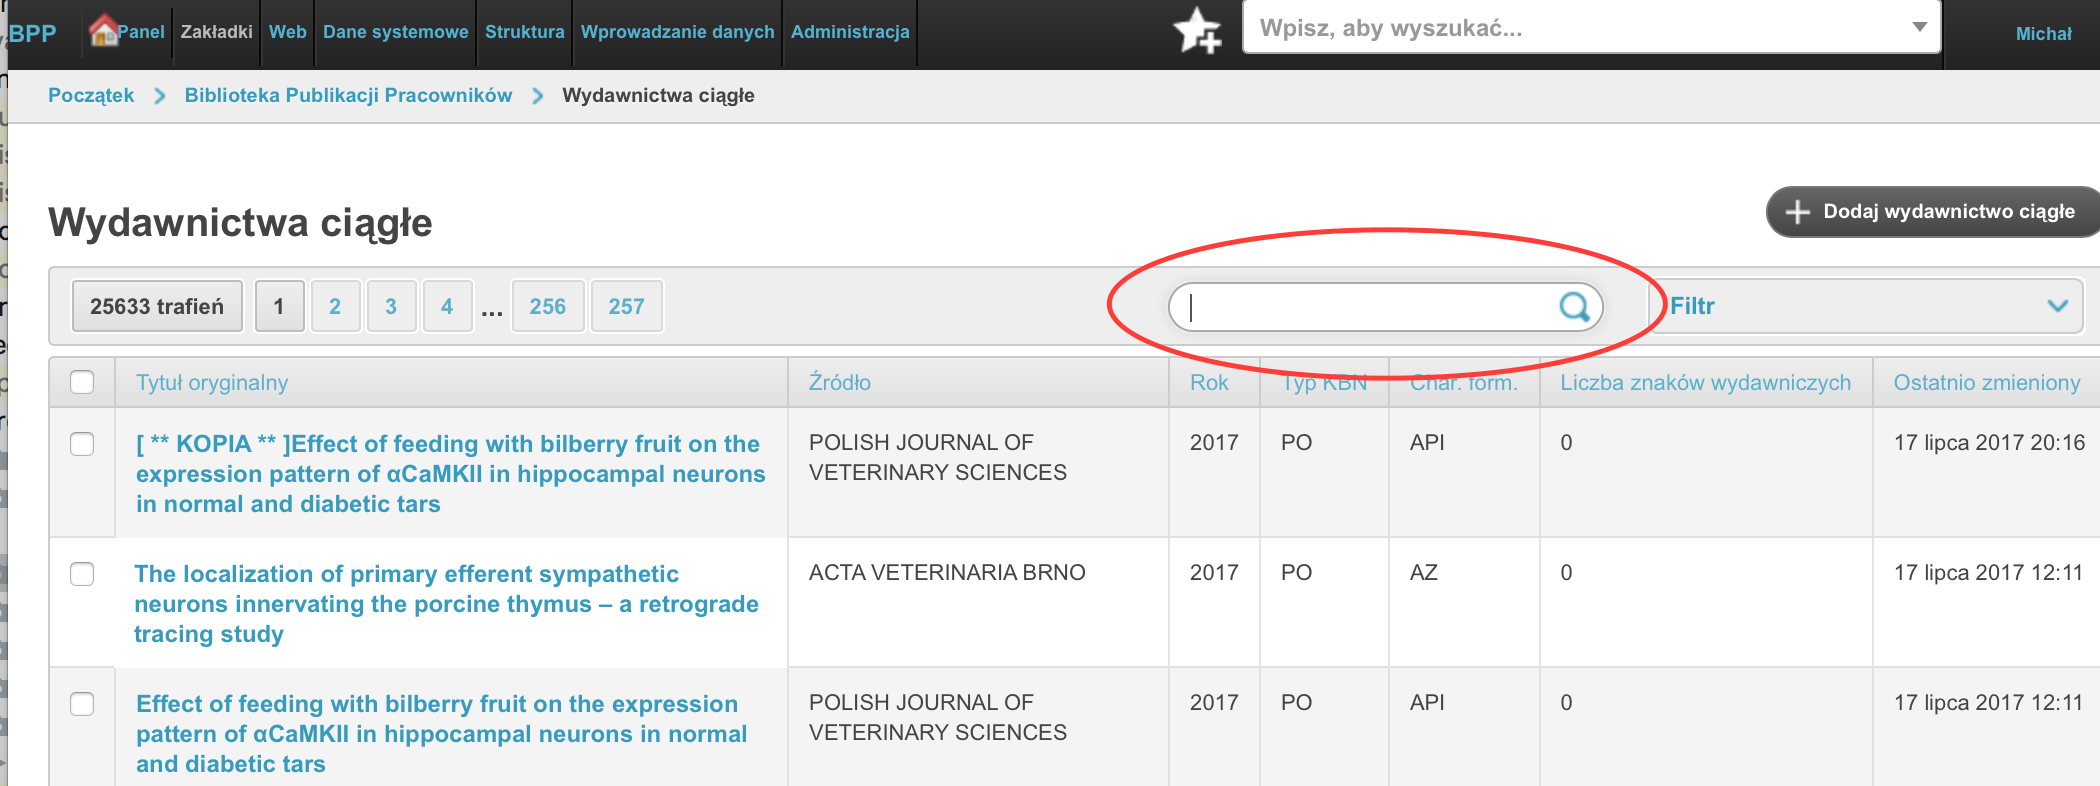 BPP Panel Zakładki Web Dane systemowe Struktura Wprowadzanie danych Administracja Wpisz, aby wyszukać... Michał
Początek Biblioteka Publikacji Pracowników Wydawnictwa ciągłe
Dodaj wydawnictwo ciągłe
Wydawnictwa ciągłe
25633 trafień 1 2 3 4 ... 256 257 Filtr
Tytuł oryginalny Źródło Rok Typ KBN Char. form. Liczba znaków wydawniczych Ostatnio zmieniony
[ ** KOPIA ** ]Effect of feeding with bilberry fruit on the POLISH JOURNAL OF 2017 PO API 0 17 lipca 2017 20:16
expression pattern of αCaMKII in hippocampal neurons VETERINARY SCIENCES
in normal and diabetic tars
The localization of primary efferent sympathetic ACTA VETERINARIA BRNO 2017 PO AZ 0 17 lipca 2017 12:11
neurons innervating the porcine thymus – a retrograde
tracing study
Effect of feeding with bilberry fruit on the expression POLISH JOURNAL OF 2017 PO API 0 17 lipca 2017 12:11
pattern of αCaMKII in hippocampal neurons in normal VETERINARY SCIENCES
and diabetic tars